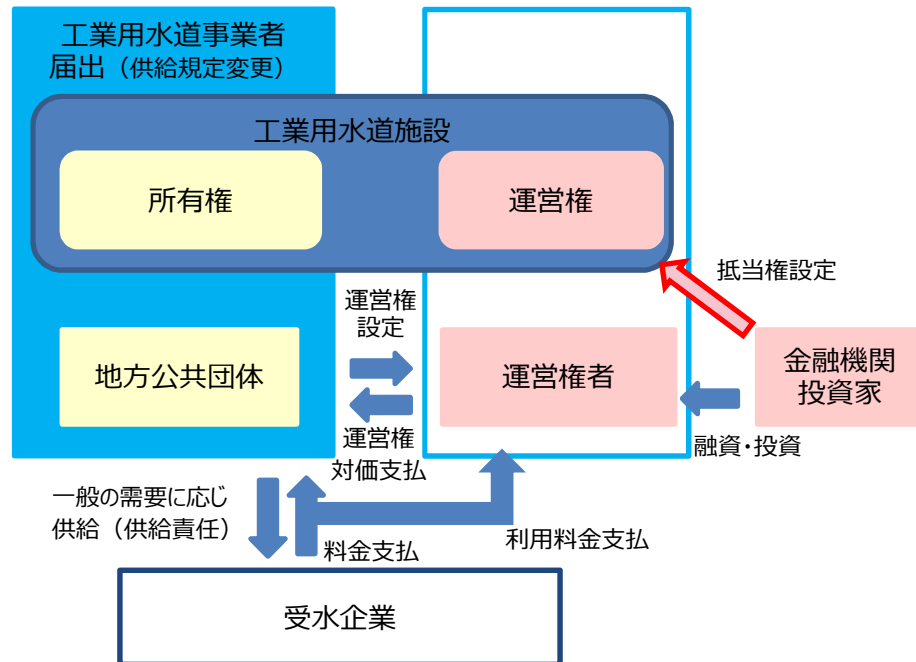 工業用水道事業者
届出（供給規定変更）
工業用水道施設
所有権
運営権
抵当権設定
運営権
設定
地方公共団体
運営権者
金融機関
投資家
運営権
対価支払
融資・投資
一般の需要に応じ
供給（供給責任）
料金支払
利用料金支払
受水企業